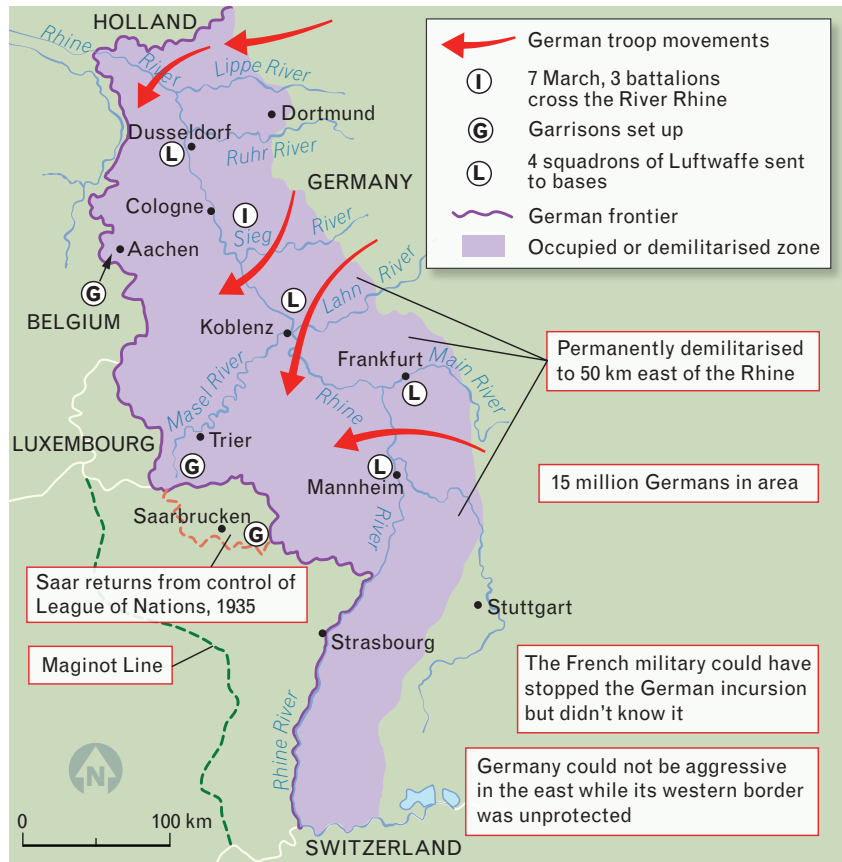 HOLLAND
Rhine
River
Lippe River
Dortmund
Dusseldorf
L
Ruhr River
GERMANY
Cologne
I
Sieg
River
Aachen
G
BELGIUM
L
Lahn
River
Koblenz
Frankfurt
Main River
L
Masel River
Rhine
LUXEMBOURG
Trier
G
L
Mannheim
River
Saarbrucken
G
Saar returns from control of
League of Nations, 1935
Stuttgart
Strasbourg
Maginot Line
Rhine River
N
0
100 km
SWITZERLAND
German troop movements
I
7 March, 3 battalions
cross the River Rhine
G
Garrisons set up
L
4 squadrons of Luftwaffe sent
to bases
German frontier
Occupied or demilitarised zone
Permanently demilitarised
to 50 km east of the Rhine
15 million Germans in area
The French military could have
stopped the German incursion
but didn't know it
Germany could not be aggressive
in the east while its western border
was unprotected